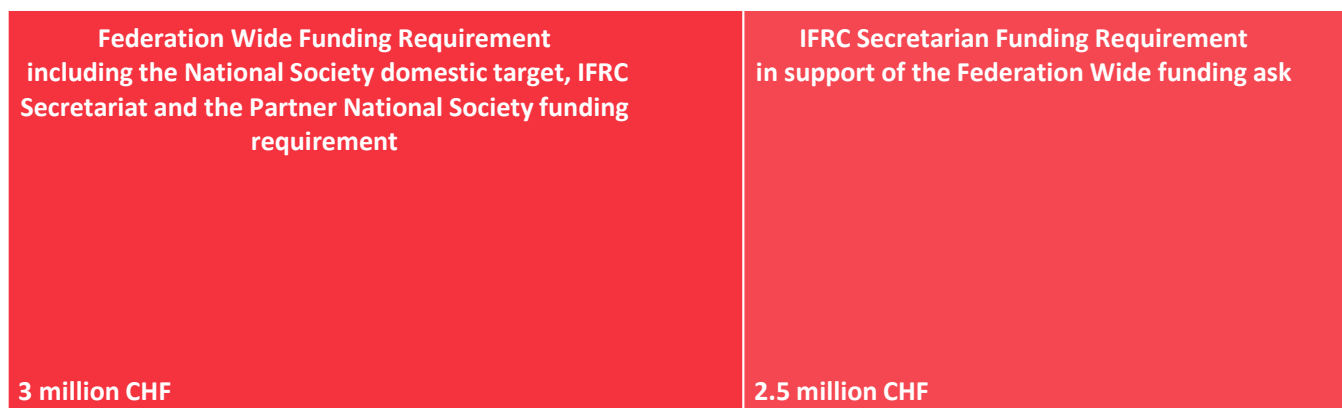 Federation Wide Funding Requirement
including the National Society domestic target, IFRC
Secretariat and the Partner National Society funding
requirement
3 million CHF
IFRC Secretarian Funding Requirement
in support of the Federation Wide funding ask
2.5 million CHF